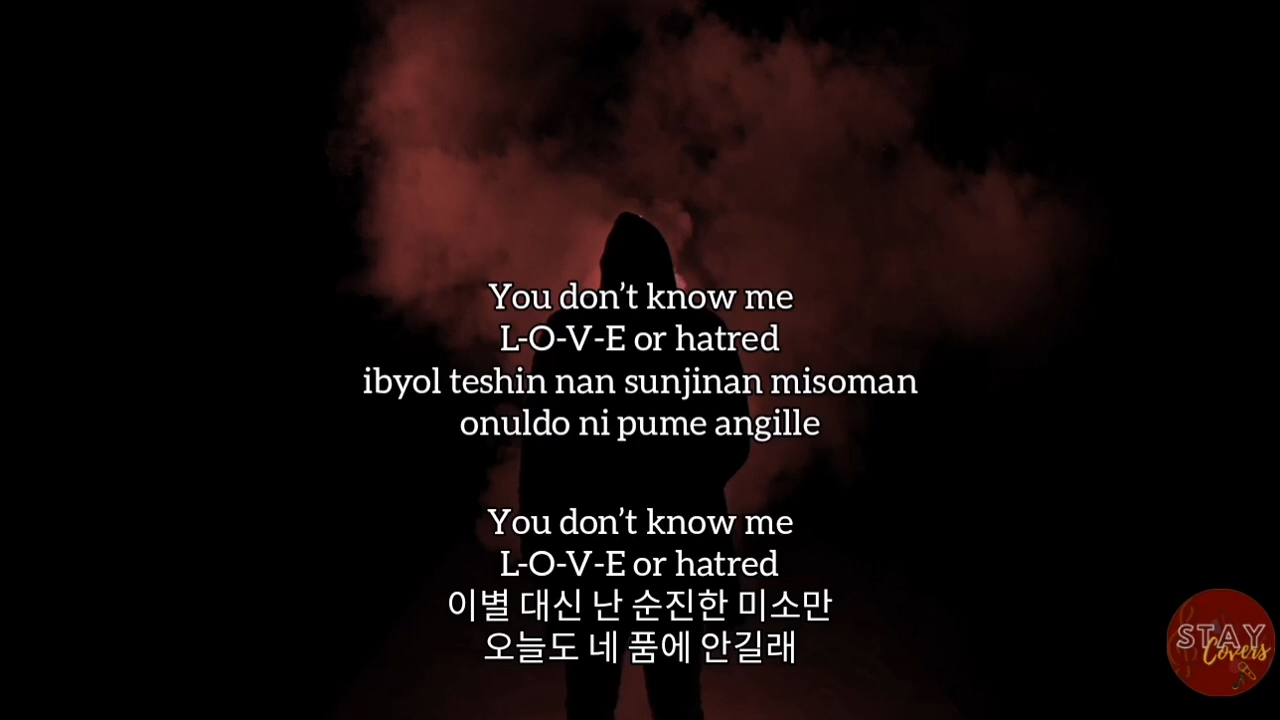 You don’t know me
L-O-V-E or hatred
ibyol teshin nan sunjinan misoman
onuldo ni pume angille
You don’t know me
L-O-V-E or hatred
이별 대신 난 순진한 미소만
오늘도 네 품에 안길래
STAY
Covers